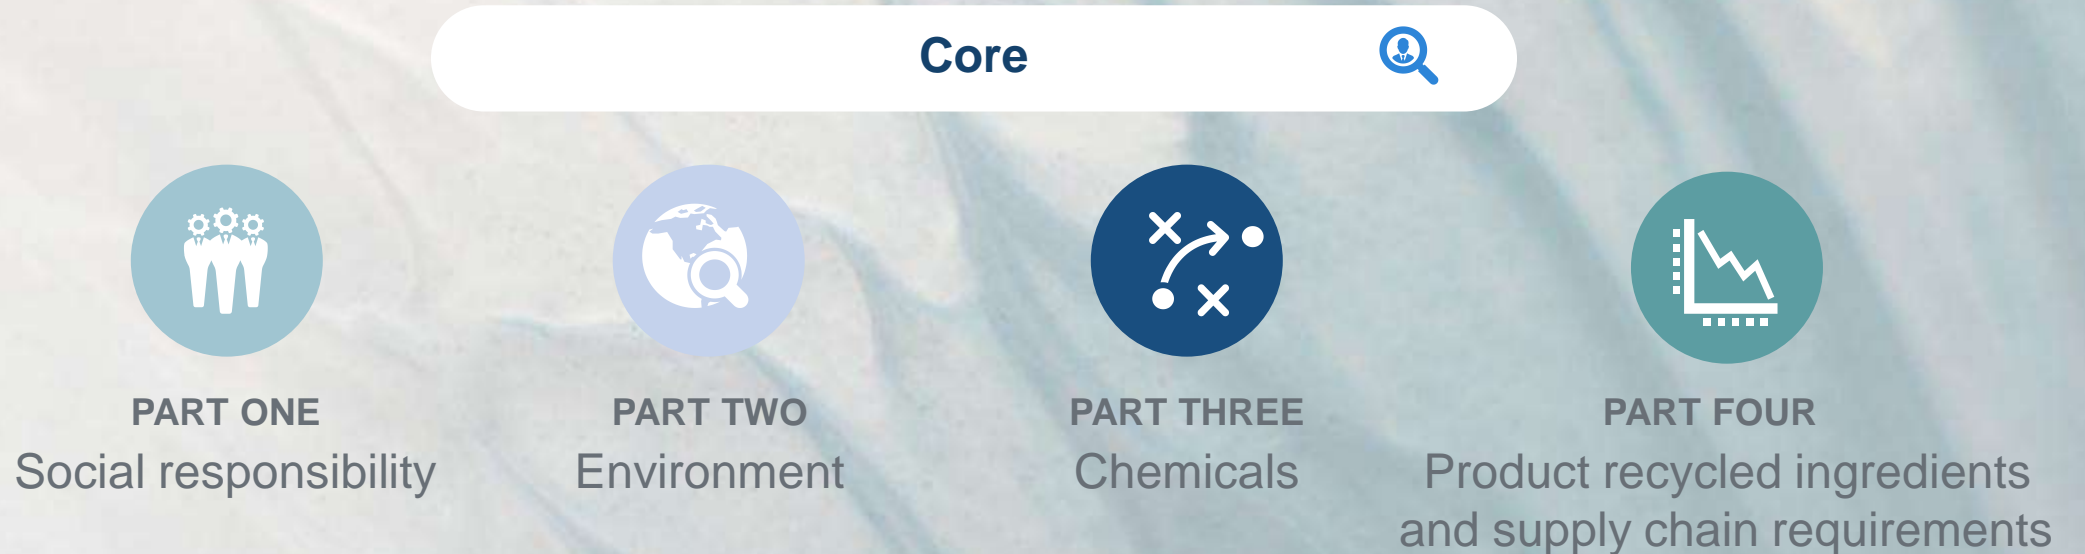 Core
PART ONE
Social responsibility
PART TWO
Environment
PART THREE
Chemicals
PART FOUR
Product recycled ingredients
and supply chain requirements